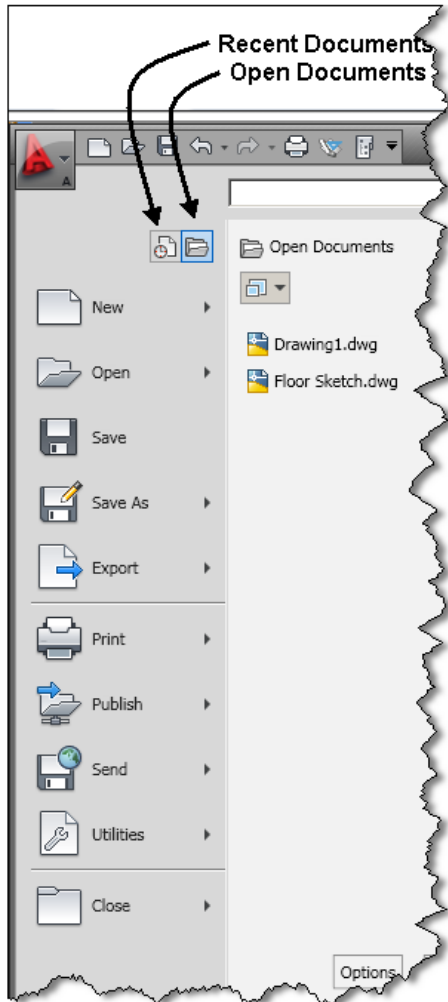 Recent Documents
Open Documents
A
Open Documents
New
Drawing1.dwg
Open
Floor Sketch.dwg
Save
Save As
Export
Print
Publish
Send
Utilities
Close
Options